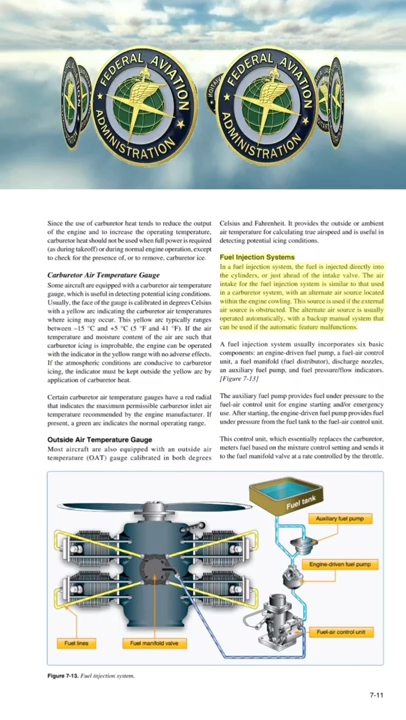 FEDERAL AVIATION
ADMINISTRATION
FEDERAL AVIATION
ADMINISTRATION
Since the use of carburetor heat tends to reduce the output
of the engine and to increase the operating temperature,
carburetor heat should not be used when full power is required
(as during takeoff) or during normal engine operation, except
to check for the presence of, or to remove, carburetor ice.
Carburetor Air Temperature Gauge
Some aircraft are equipped with a carburetor air temperature
gauge, which is useful in detecting potential icing conditions.
Usually, the face of the gauge is calibrated in degrees Celsius
with a yellow arc indicating the carburetor air temperatures
where icing may occur. This yellow arc typically ranges
between –15 °C and +5 °C (5 °F and 41 °F). If the air
temperature and moisture content of the air are such that
carburetor icing is improbable, the engine can be operated
with the indicator in the yellow range with no adverse effects.
If the atmospheric conditions are conducive to carburetor
icing, the indicator must be kept outside the yellow arc by
application of carburetor heat.
Certain carburetor air temperature gauges have a red radial
that indicates the maximum permissible carburetor inlet air
temperature recommended by the engine manufacturer. If
present, a green arc indicates the normal operating range.
Outside Air Temperature Gauge
Most aircraft are also equipped with an outside air
temperature (OAT) gauge calibrated in both degrees
Celsius and Fahrenheit. It provides the outside or ambient
air temperature for calculating true airspeed and is useful in
detecting potential icing conditions.
Fuel Injection Systems
In a fuel injection system, the fuel is injected directly into
the cylinders, or just ahead of the intake valve. The air
intake for the fuel injection system is similar to that used
in a carburetor system, with an alternate air source located
within the engine cowling. This source is used if the external
air source is obstructed. The alternate air source is usually
operated automatically, with a backup manual system that
can be used if the automatic feature malfunctions.
A fuel injection system usually incorporates six basic
components: an engine-driven fuel pump, a fuel-air control
unit, a fuel manifold (fuel distributor), discharge nozzles,
an auxiliary fuel pump, and fuel pressure/flow indicators.
[Figure 7-13]
The auxiliary fuel pump provides fuel under pressure to the
fuel-air control unit for engine starting and/or emergency
use. After starting, the engine-driven fuel pump provides fuel
under pressure from the fuel tank to the fuel-air control unit.
This control unit, which essentially replaces the carburetor,
meters fuel based on the mixture control setting and sends it
to the fuel manifold valve at a rate controlled by the throttle.
Fuel tank
Auxiliary fuel pump
Engine-driven fuel pump
Fuel-air control unit
Fuel lines
Fuel manifold valve
Figure 7-13. Fuel injection system.
7-11